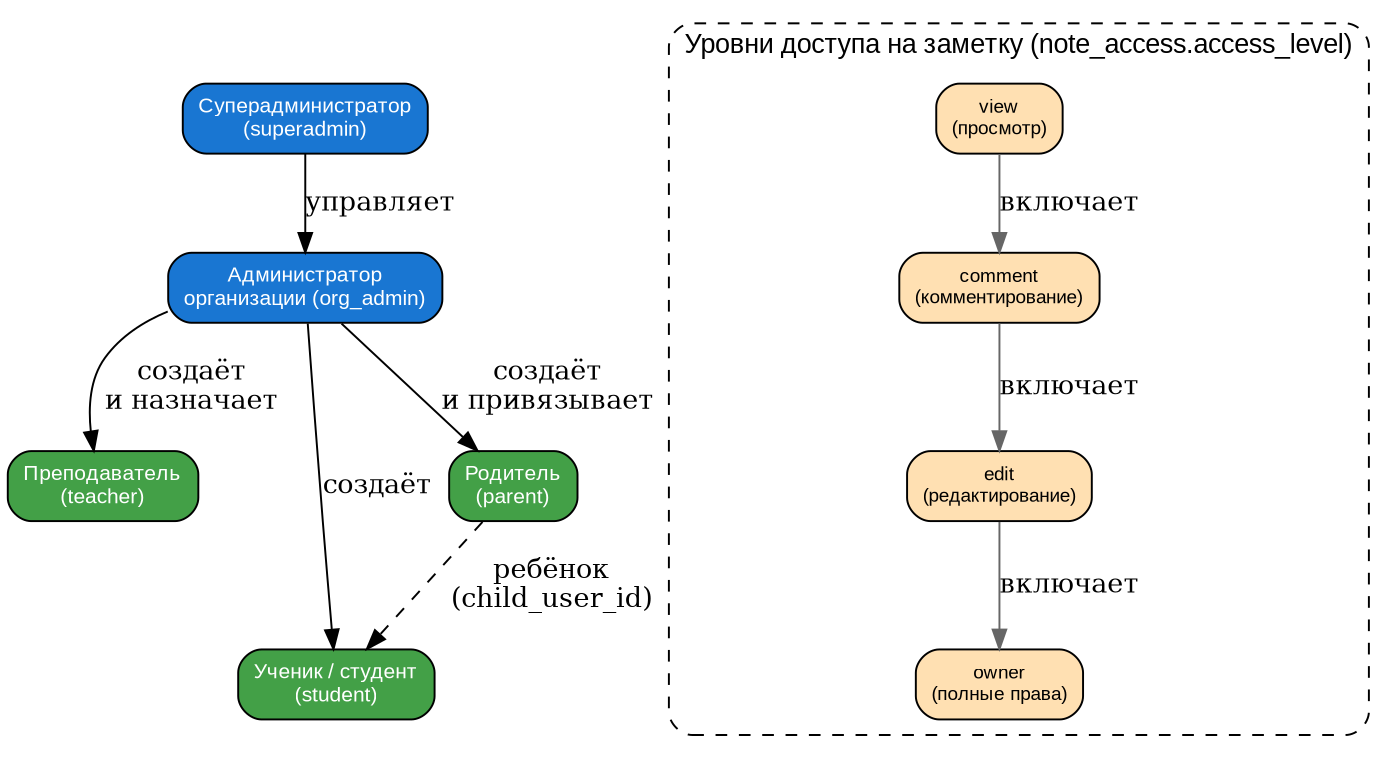 Суперадминистратор
(superadmin)
управляет
Администратор
организации (org_admin)
создаёт
и назначает
создаёт
и привязывает
Преподаватель
(teacher)
создаёт
Родитель
(parent)
ребёнок
(child_user_id)
Ученик / студент
(student)
Уровни доступа на заметку (note_access.access_level)
view
(просмотр)
включает
comment
(комментирование)
включает
edit
(редактирование)
включает
owner
(полные права)